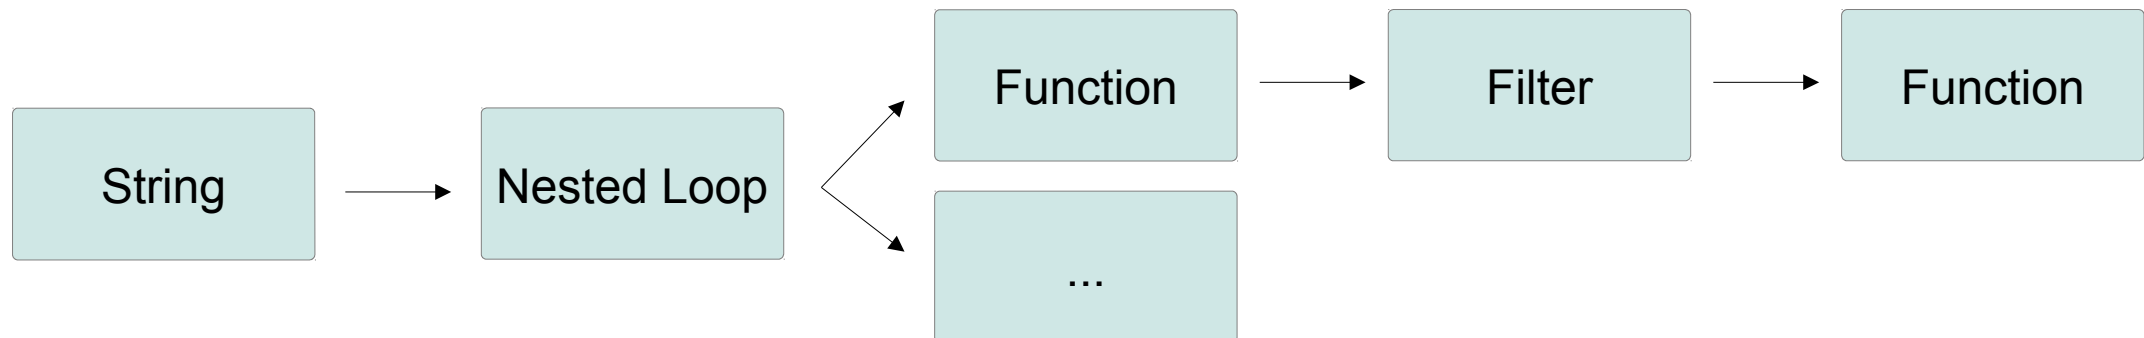 String
Nested Loop
Function
Filter
Function
...